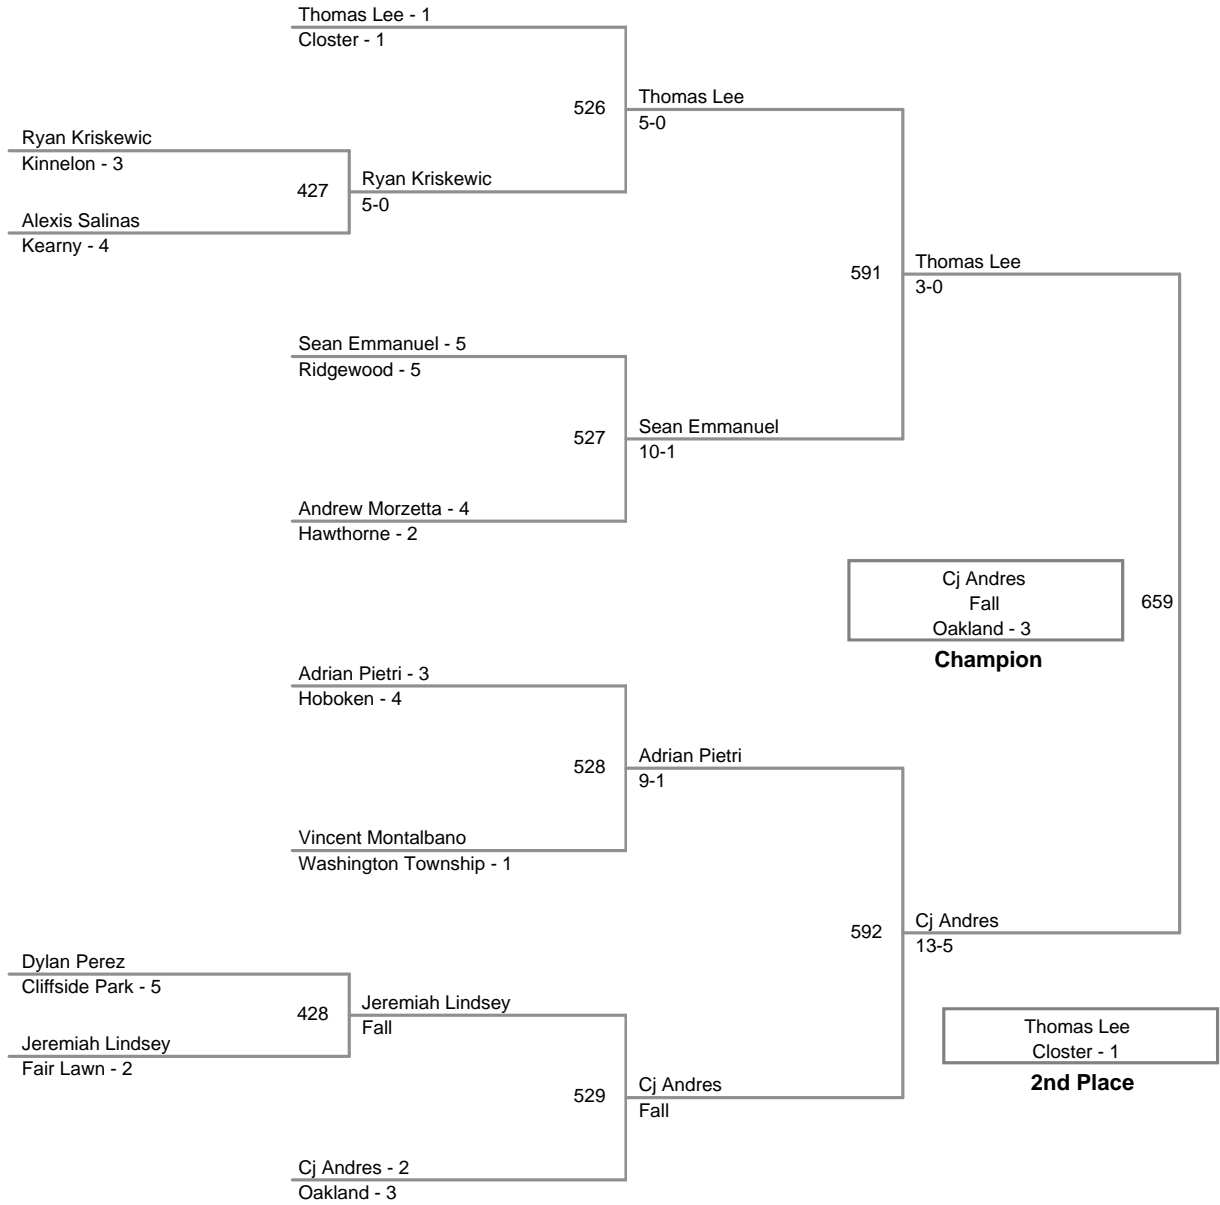 Thomas Lee - 1
Closter - 1
526
Thomas Lee
5-0
Ryan Kriskewic
Kinnelon - 3
427
Ryan Kriskewic
5-0
Alexis Salinas
Kearny - 4
591
Thomas Lee
3-0
Sean Emmanuel - 5
Ridgewood - 5
527
Sean Emmanuel
10-1
Andrew Morzetta - 4
Hawthorne - 2
Cj Andres
Fall
Oakland - 3
Champion
659
Adrian Pietri - 3
Hoboken - 4
528
Adrian Pietri
9-1
Vincent Montalbano
Washington Township - 1
592
Cj Andres
13-5
Dylan Perez
Cliffside Park - 5
428
Jeremiah Lindsey
Fall
Jeremiah Lindsey
Fair Lawn - 2
Thomas Lee
Closter - 1
2nd Place
529
Cj Andres
Fall
Cj Andres - 2
Oakland - 3